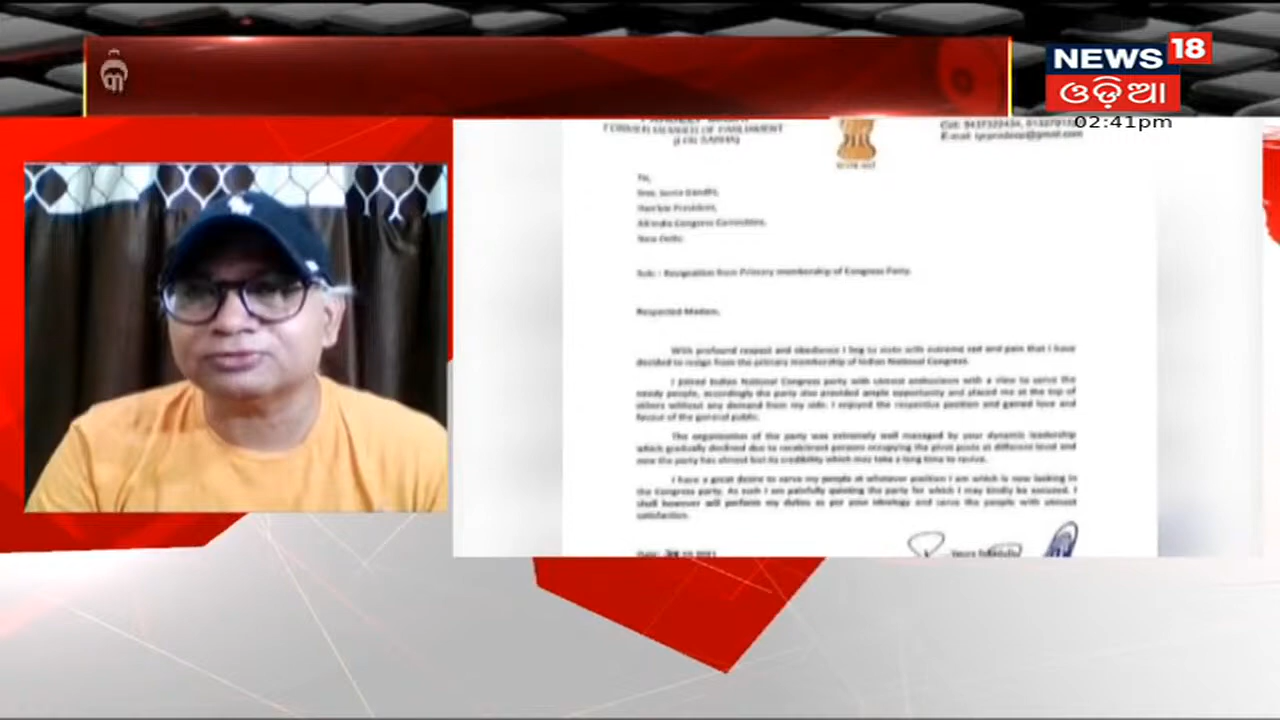 NEWS 18
ଓଡ଼ିଆ
02:41pm
FORMER MEMBER OF PARLIAMENT
(LOK SABHA)
To,
Smt. Sonia Gandhi,
Hon'ble President,
All India Congress Committee,
New Delhi
Sub: - Resignation from Primary membership of Congress Party.
Respected Madam,
With profound respect and obedience I beg to state with extreme sad and pain that I have
decided to resign from the primary membership of Indian National Congress.
I joined Indian National Congress party with utmost enthusiasm with a view to serve the
needy people, accordingly the party also provided ample opportunity and placed me at the top of
others without any demand from my side. I enjoyed the respective position and gained love and
favour of the general public.
The organization of the party was extremely well managed by your dynamic leadership
which gradually declined due to recalcitrant persons occupying the pivot posts at different level and
now the party has almost lost its credibility which may take a long time to revive.
I have a great desire to serve my people at whatever position I am which is now lacking in
the Congress party. As such I am painfully quitting the party for which I may kindly be excused. I
shall however will perform my duties as per your ideology and serve the people with utmost
satisfaction.